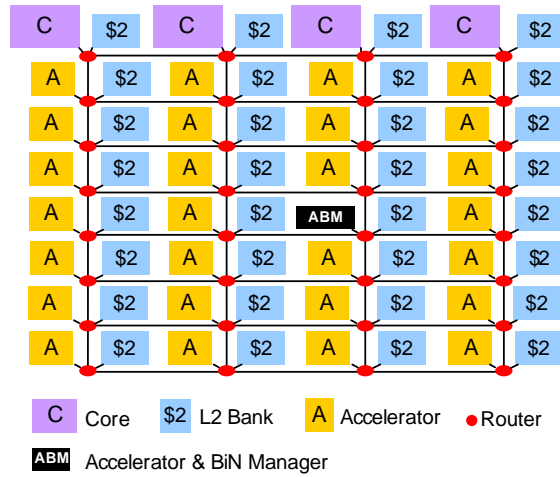 C $2 C $2 C $2 C $2
A $2 A $2 A $2 A $2
A $2 A $2 A $2 A $2
A $2 A $2 A $2 A $2
A $2 A $2 ABM $2 A $2
A $2 A $2 A $2 A $2
A $2 A $2 A $2 A $2
A $2 A $2 A $2 A $2
C Core $2 L2 Bank A Accelerator Router
ABM Accelerator & BiN Manager